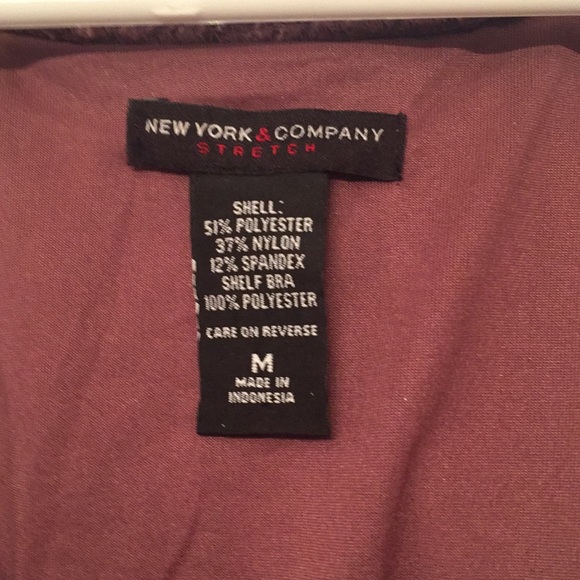 NEW YORK & COMPANY
STRETCH
SHELL:
51% POLYESTER
37% NYLON
12% SPANDEX
SHELF BRA
100% POLYESTER
CARE ON REVERSE
M
MADE IN
INDONESIA